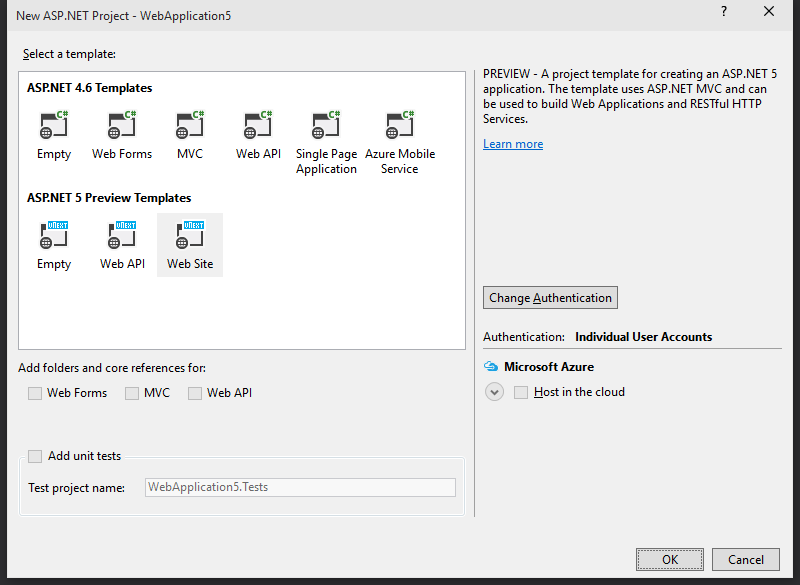 New ASP.NET Project - WebApplication5
?
Select a template:
ASP.NET 4.6 Templates
C# C# C# C# C# C#
Empty Web Forms MVC Web API Single Page Azure Mobile
Application Service
ASP.NET 5 Preview Templates
vNEXT vNEXT vNEXT
Empty Web API Web Site
PREVIEW - A project template for creating an ASP.NET 5
application. The template uses ASP.NET MVC and can
be used to build Web Applications and RESTful HTTP
Services.
Learn more
Change Authentication
Authentication: Individual User Accounts
Microsoft Azure
Host in the cloud
Add folders and core references for:
Web Forms MVC Web API
Add unit tests
Test project name: WebApplication5.Tests
OK Cancel